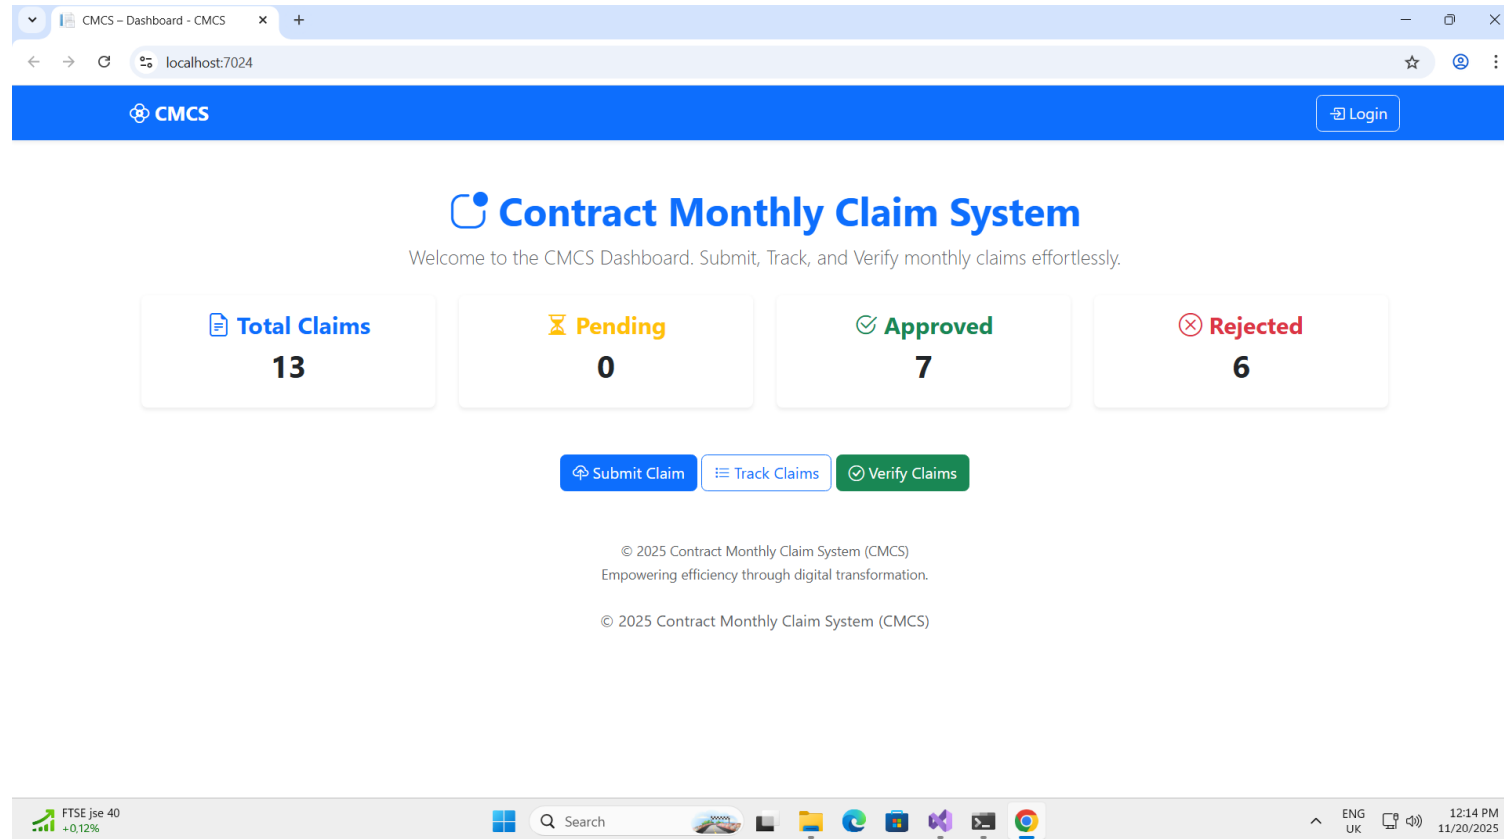 CMCS – Dashboard - CMCS
localhost:7024
CMCS
Login
Contract Monthly Claim System
Welcome to the CMCS Dashboard. Submit, Track, and Verify monthly claims effortlessly.
Total Claims
13
Pending
0
Approved
7
Rejected
6
Submit Claim
Track Claims
Verify Claims
© 2025 Contract Monthly Claim System (CMCS)
Empowering efficiency through digital transformation.
© 2025 Contract Monthly Claim System (CMCS)
FTSE jse 40
+0,12%
Search
ENG
UK
12:14 PM
11/20/2025